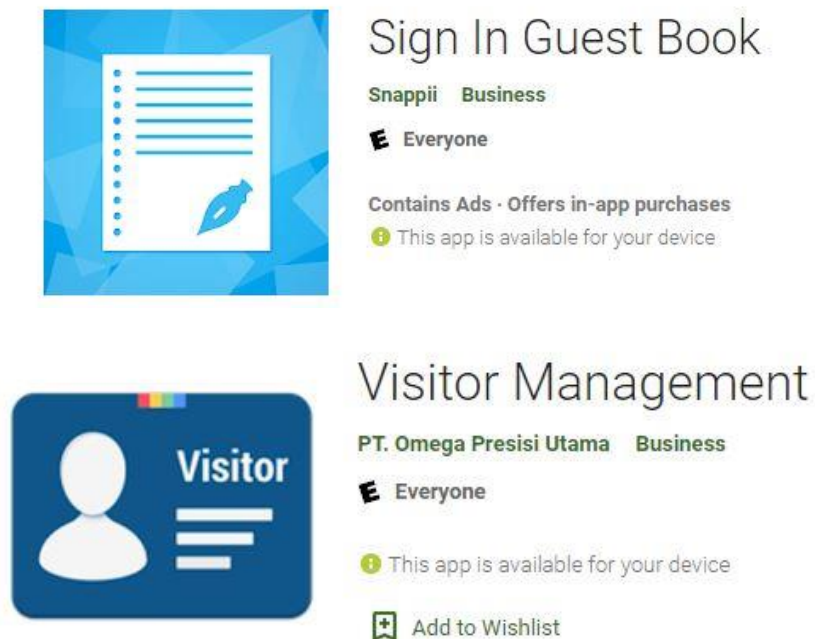 Sign In Guest Book
Snappii Business
E Everyone
Contains Ads · Offers in-app purchases
This app is available for your device
Visitor Management
Visitor
PT. Omega Presisi Utama Business
E Everyone
This app is available for your device
Add to Wishlist